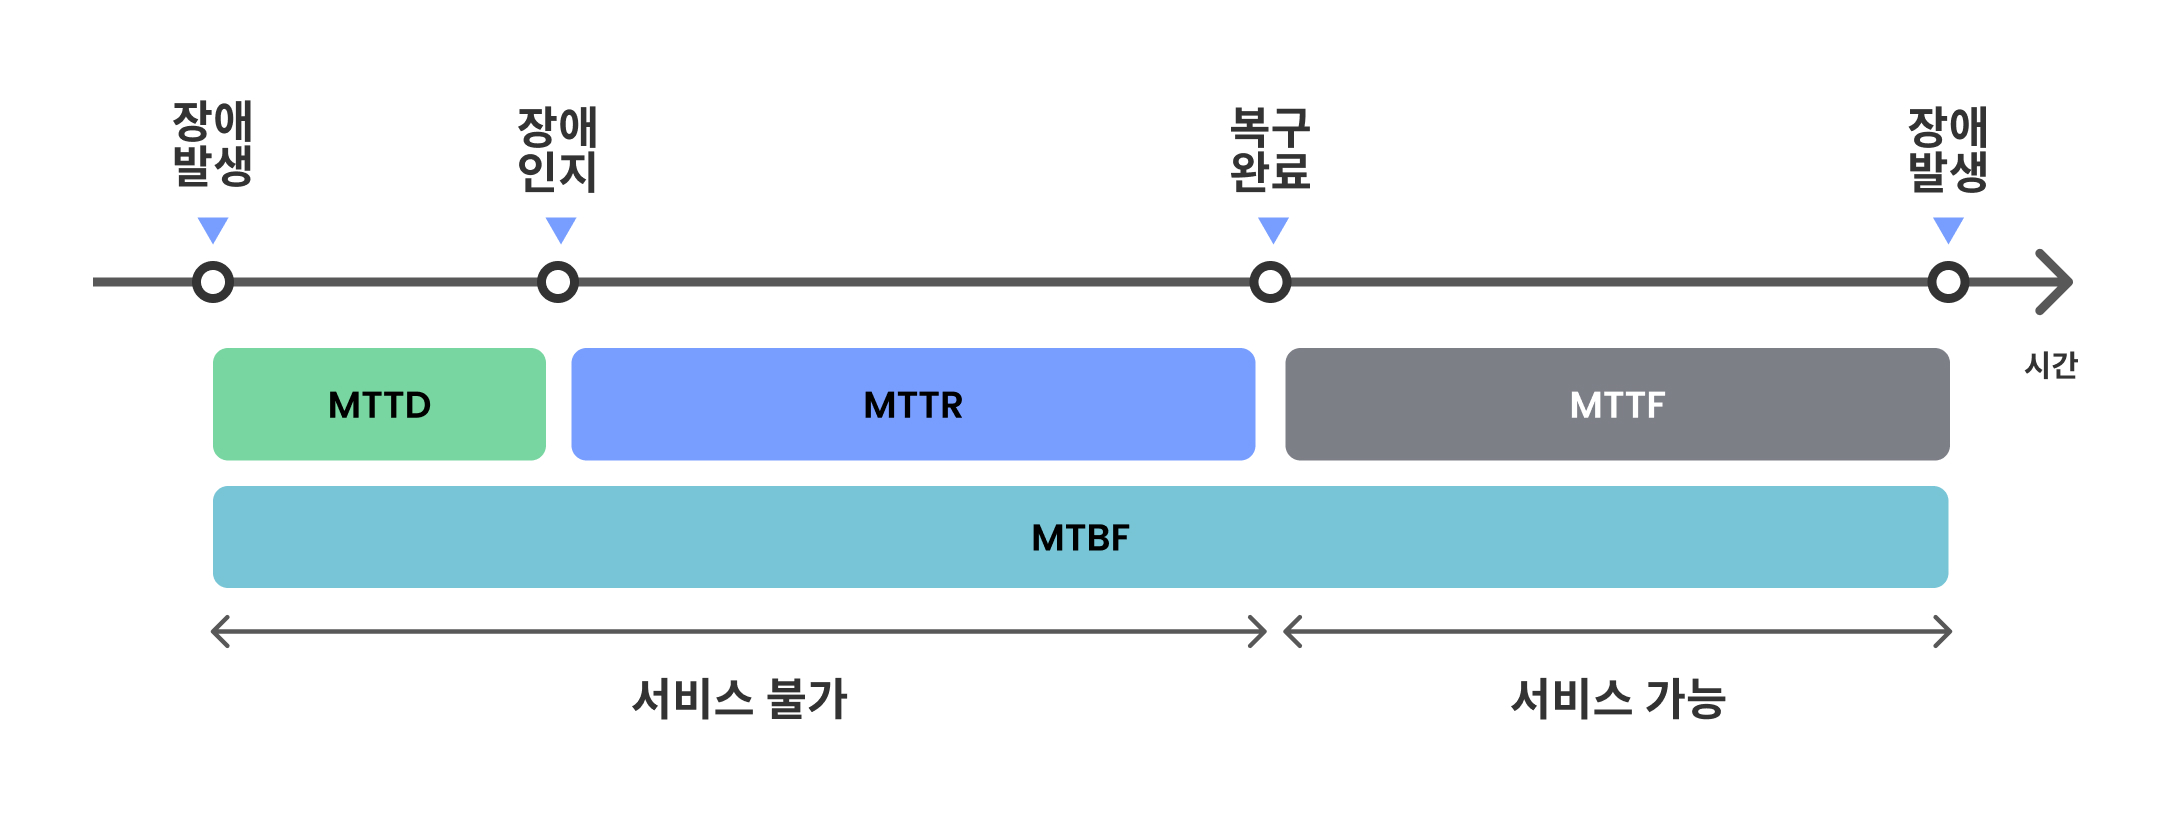 장애
발생
장애
인지
복구
완료
장애
발생
시간
MTTD
MTTR
MTTF
MTBF
서비스 불가
서비스 가능